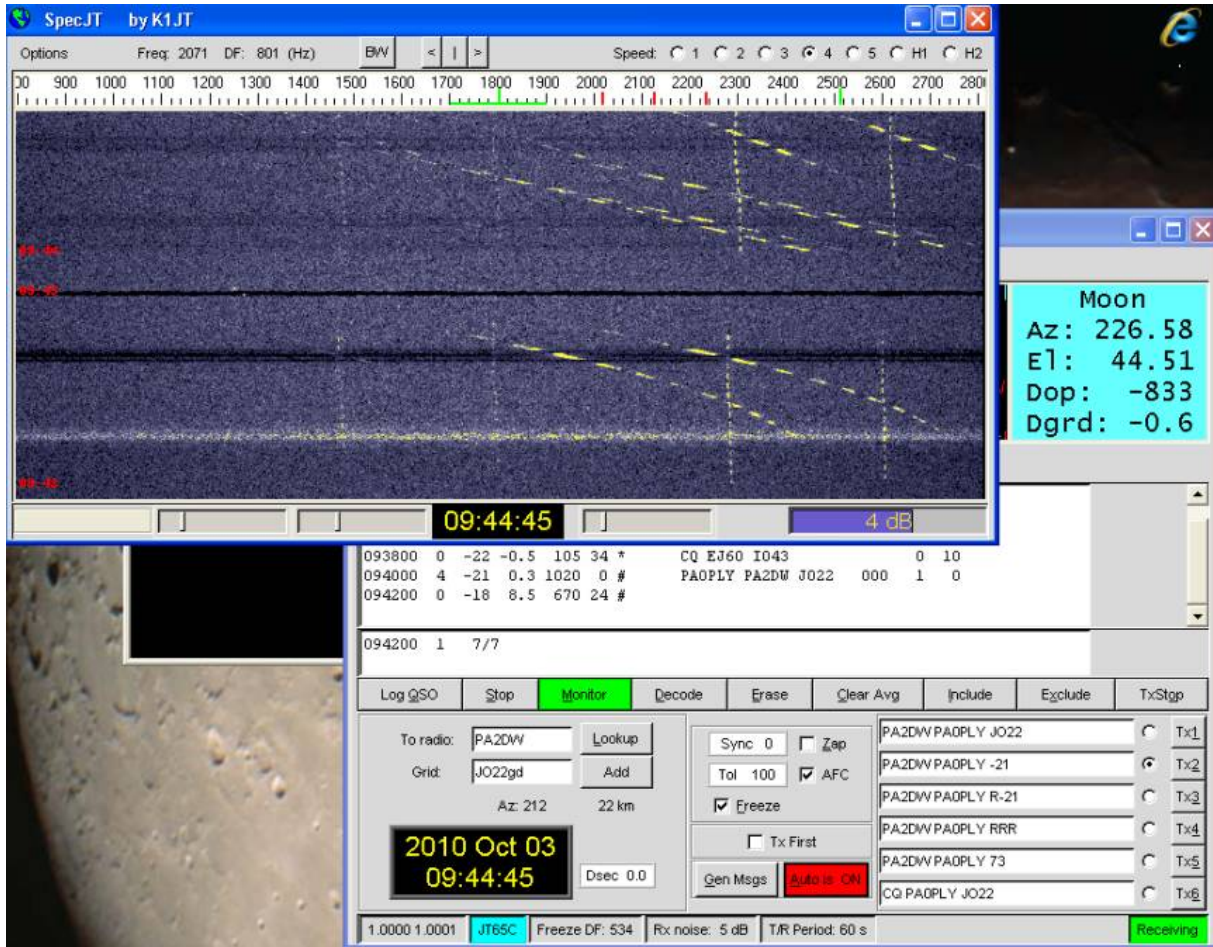 SpecJT by K1JT
Options Freq: 2071 DF: 801 (Hz) BW < | > Speed: 1 2 3 4 5 H1 H2
00 900 1000 1100 1200 1300 1400 1500 1600 1700 1800 1900 2000 2100 2200 2300 2400 2500 2600 2700 280
Moon
Az: 226.58
El: 44.51
Dop: -833
Dgrd: -0.6
09:44:45 4 dB
093800 0 -22 -0.5 105 34 * CQ EJ60 IO43 0 10
094000 4 -21 0.3 1020 0 # PA0PLY PA2DW JO22 000 1 0
094200 0 -18 8.5 670 24 #
094200 1 7/7
Log QSO Stop Monitor Decode Erase Clear Avg Include Exclude TxStop
To radio: PA2DW Lookup
Grid: JO22gd Add
Az: 212 22 km
2010 Oct 03
09:44:45
Dsec 0.0
Sync 0 Zap
Tol 100 AFC
Freeze
Tx First
Gen Msgs Auto is ON
PA2DW PA0PLY JO22 Tx1
PA2DW PA0PLY -21 Tx2
PA2DW PA0PLY R-21 Tx3
PA2DW PA0PLY RRR Tx4
PA2DW PA0PLY 73 Tx5
CQ PA0PLY JO22 Tx6
1.0000 1.0001 JT65C Freeze DF: 534 Rx noise: 5 dB T/R Period: 60 s Receiving